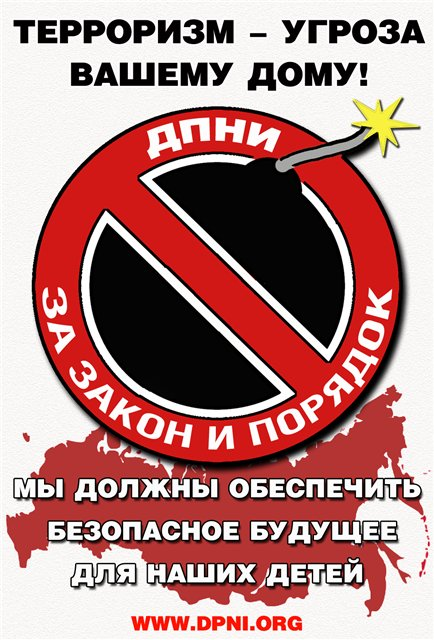 ТЕРРОРИЗМ – УГРОЗА
ВАШЕМУ ДОМУ!
ДПНИ
ЗА ЗАКОН И ПОРЯДОК
МЫ ДОЛЖНЫ ОБЕСПЕЧИТЬ
БЕЗОПАСНОЕ БУДУЩЕЕ
ДЛЯ НАШИХ ДЕТЕЙ
WWW.DPNI.ORG